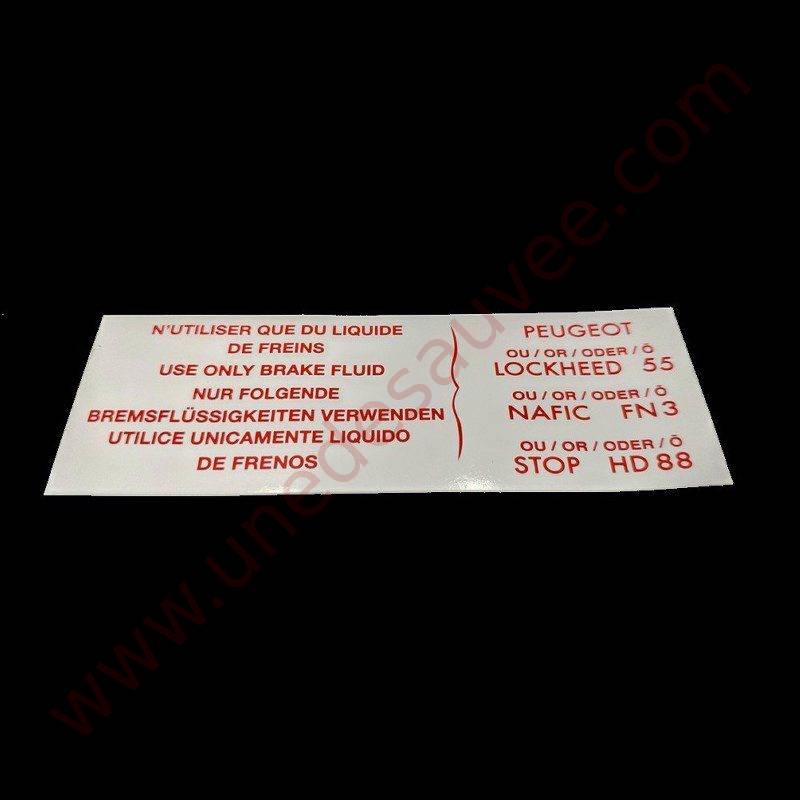 N'UTILISER QUE DU LIQUIDE
DE FREINS
USE ONLY BRAKE FLUID
NUR FOLGENDE
BREMSFLÜSSIGKEITEN VERWENDEN
UTILICE UNICAMENTE LIQUIDO
DE FRENOS
PEUGEOT
OU / OR / ODER / Ö
LOCKHEED 55
OU / OR / ODER / Ö
NAFIC FN3
OU / OR / ODER / Ö
STOP HD 88
www.unedesauvee.com